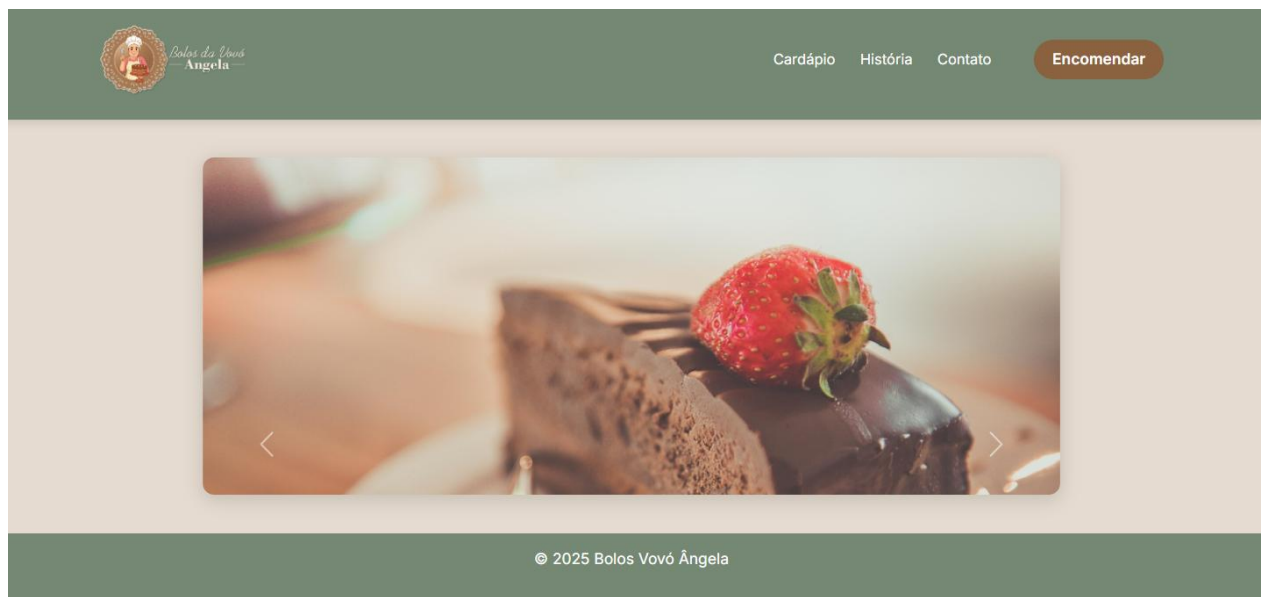 Bolos da Vovó
Angela
Cardápio História Contato Encomendar
© 2025 Bolos Vovó Ângela